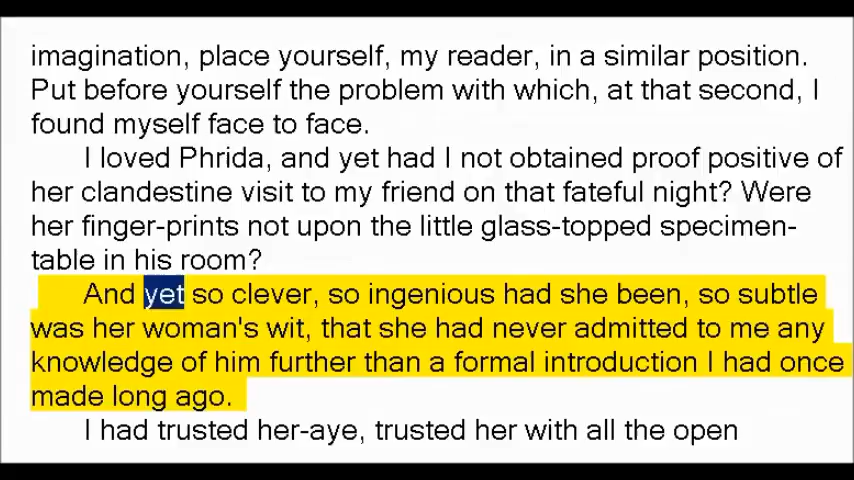 imagination, place yourself, my reader, in a similar position.
Put before yourself the problem with which, at that second, I
found myself face to face.
I loved Phrida, and yet had I not obtained proof positive of
her clandestine visit to my friend on that fateful night? Were
her finger-prints not upon the little glass-topped specimen-
table in his room?
And yet so clever, so ingenious had she been, so subtle
was her woman's wit, that she had never admitted to me any
knowledge of him further than a formal introduction I had once
made long ago.
I had trusted her-aye, trusted her with all the open